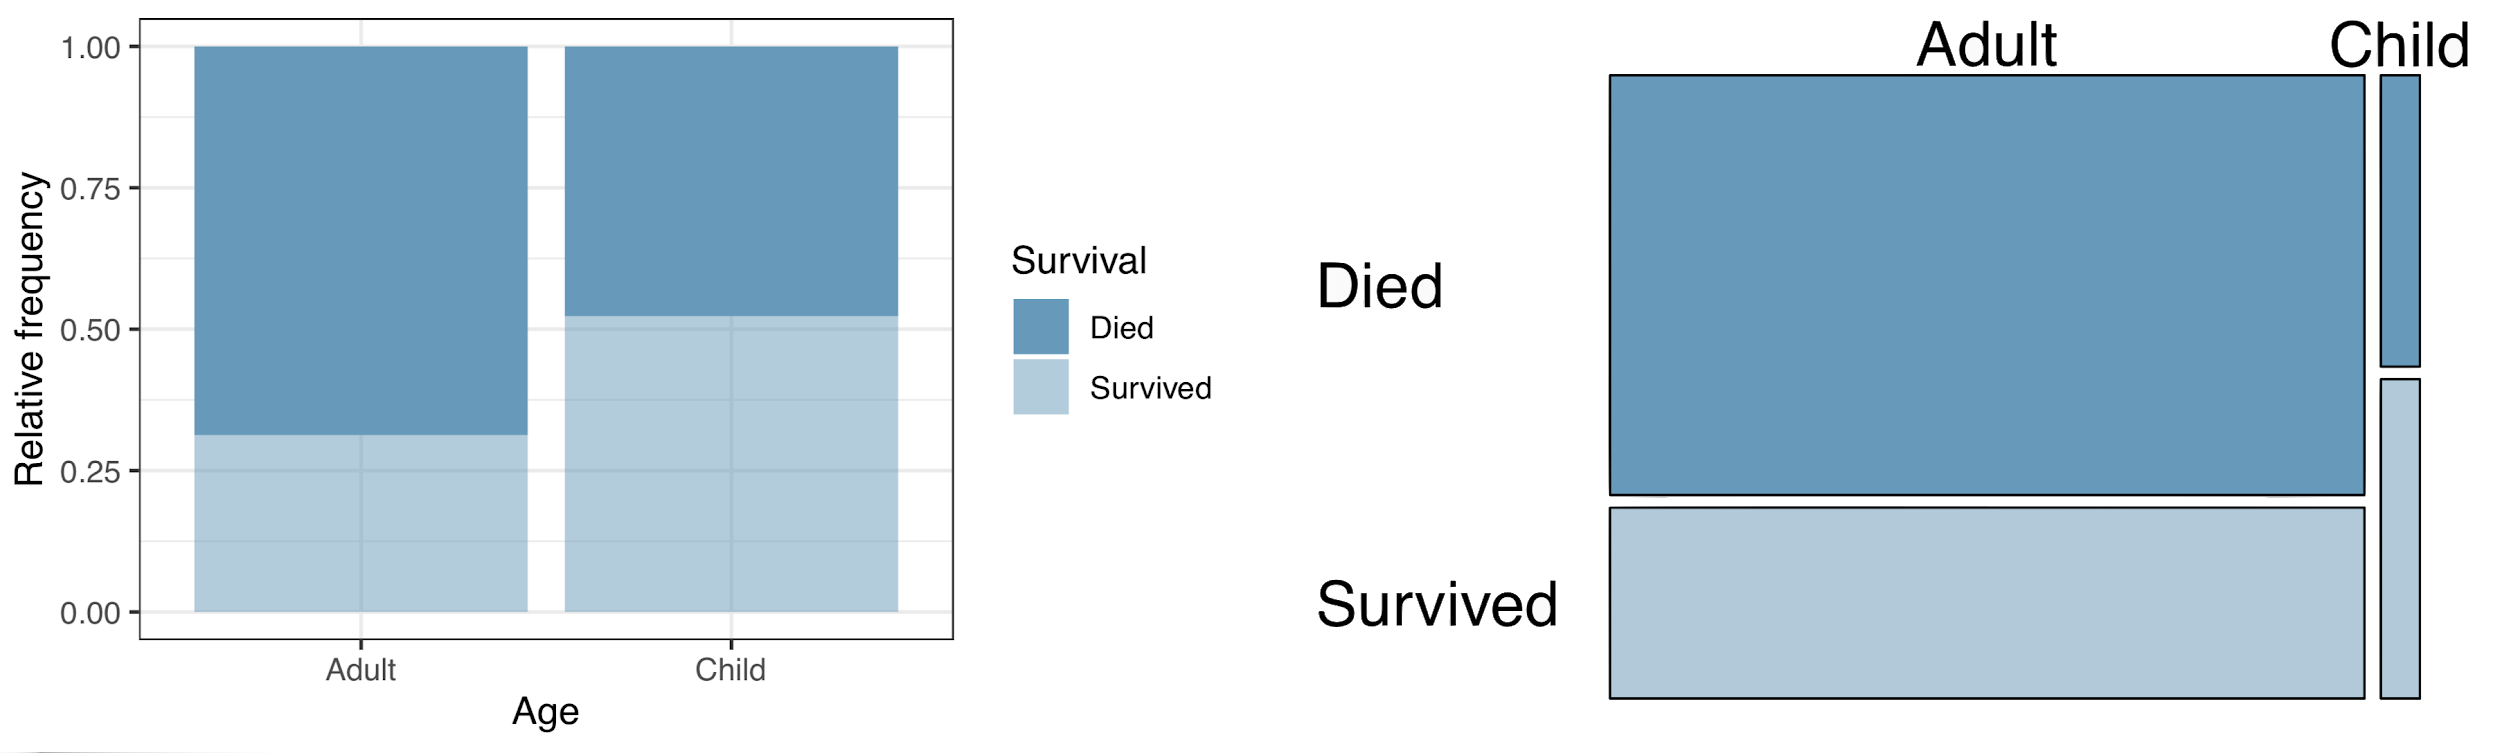 Relative frequency
1.00
0.75
0.50
0.25
0.00
Adult Child
Age
Survival
Died
Survived
Adult Child
Died
Survived